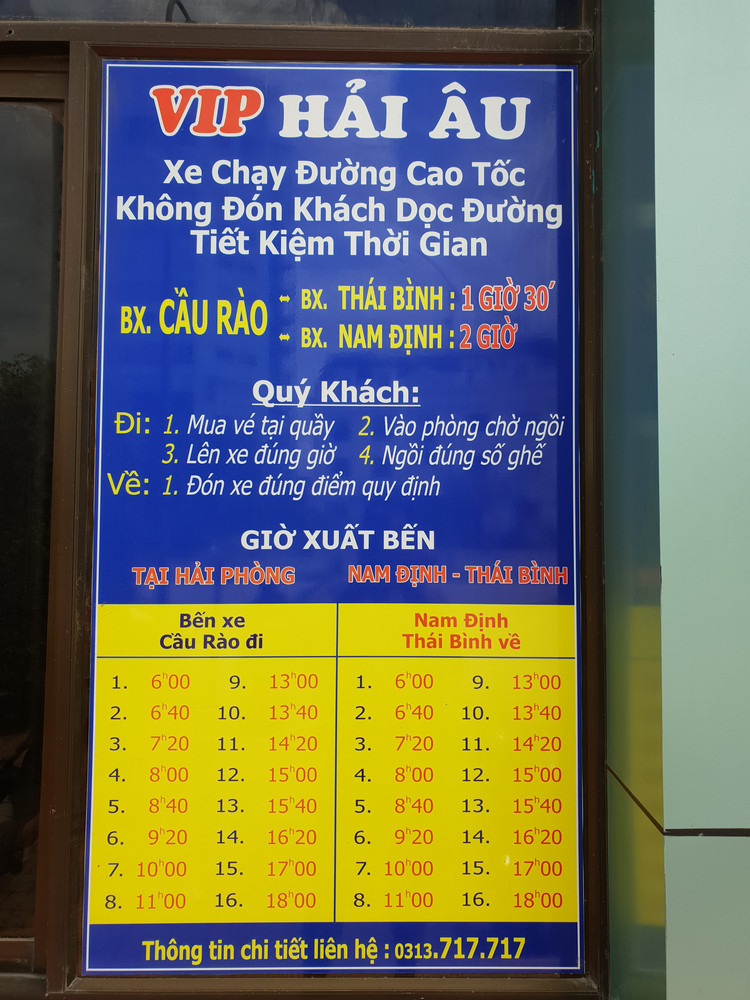 VIP HẢI ÂU
Xe Chạy Đường Cao Tốc
Không Đón Khách Dọc Đường
Tiết Kiệm Thời Gian
BX. CẦU RÀO
BX. THÁI BÌNH : 1 GIỜ 30´
BX. NAM ĐỊNH : 2 GIỜ
Quý Khách:
Đi: 1. Mua vé tại quầy 2. Vào phòng chờ ngồi
3. Lên xe đúng giờ 4. Ngồi đúng số ghế
Về: 1. Đón xe đúng điểm quy định
GIỜ XUẤT BẾN
TẠI HẢI PHÒNG NAM ĐỊNH - THÁI BÌNH
Bến xe
Cầu Rào đi
Nam Định
Thái Bình về
1. 6h00 9. 13h00 1. 6h00 9. 13h00
2. 6h40 10. 13h40 2. 6h40 10. 13h40
3. 7h20 11. 14h20 3. 7h20 11. 14h20
4. 8h00 12. 15h00 4. 8h00 12. 15h00
5. 8h40 13. 15h40 5. 8h40 13. 15h40
6. 9h20 14. 16h20 6. 9h20 14. 16h20
7. 10h00 15. 17h00 7. 10h00 15. 17h00
8. 11h00 16. 18h00 8. 11h00 16. 18h00
Thông tin chi tiết liên hệ : 0313.717.717